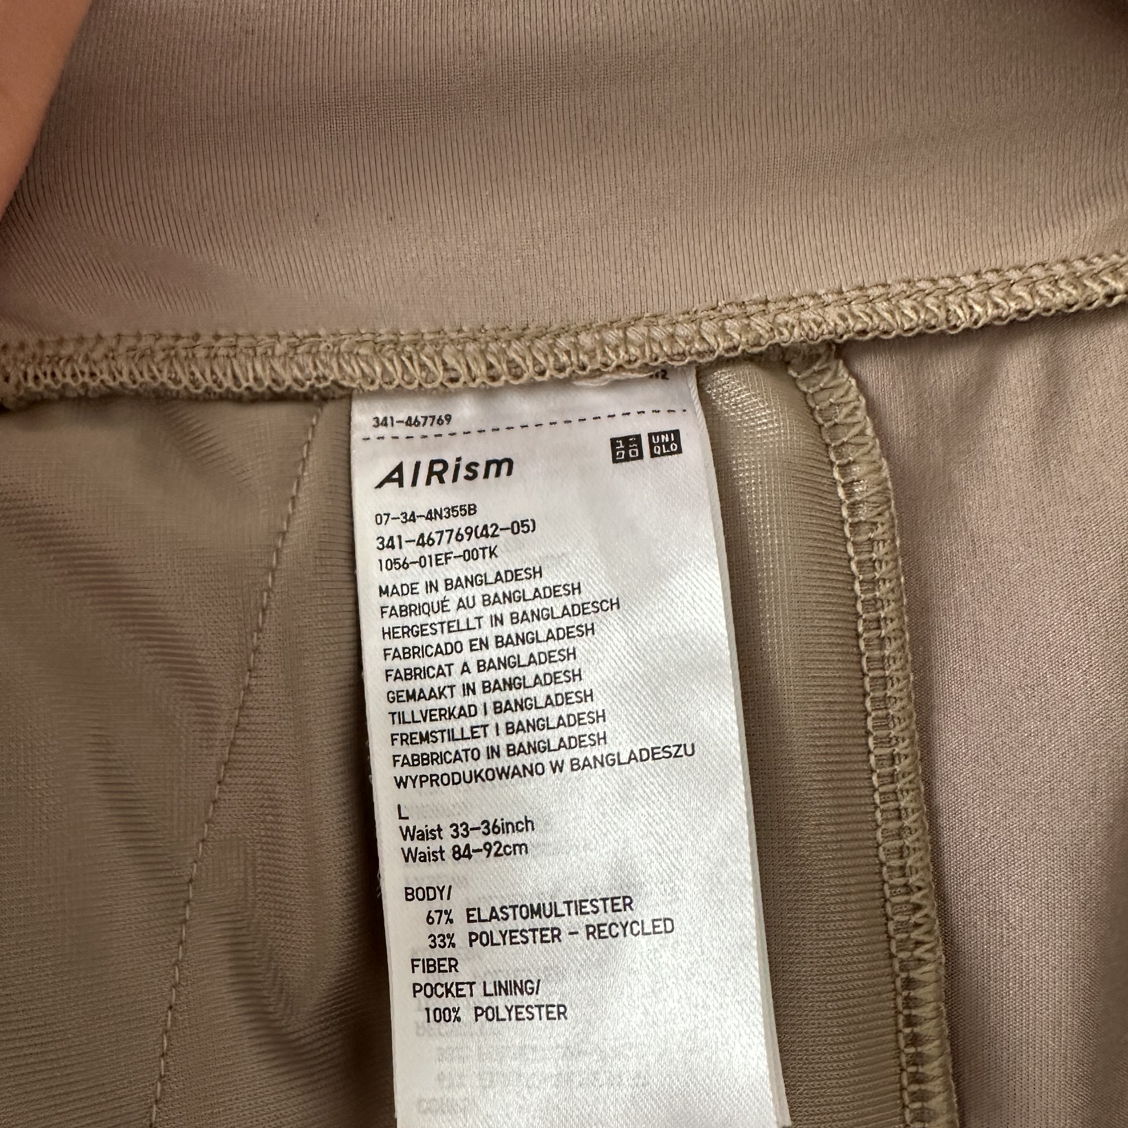 341-467769
AIRism
ユニ
クロ
UNI
QLO
07-34-4N355B
341-467769(42-05)
1056-01EF-00TK
MADE IN BANGLADESH
FABRIQUÉ AU BANGLADESH
HERGESTELLT IN BANGLADESCH
FABRICADO EN BANGLADESH
FABRICAT A BANGLADESH
GEMAAKT IN BANGLADESH
TILLVERKAD I BANGLADESH
FREMSTILLET I BANGLADESH
FABBRICATO IN BANGLADESH
WYPRODUKOWANO W BANGLADESZU
L
Waist 33-36inch
Waist 84-92cm
BODY/
67% ELASTOMULTIESTER
33% POLYESTER - RECYCLED
FIBER
POCKET LINING/
100% POLYESTER